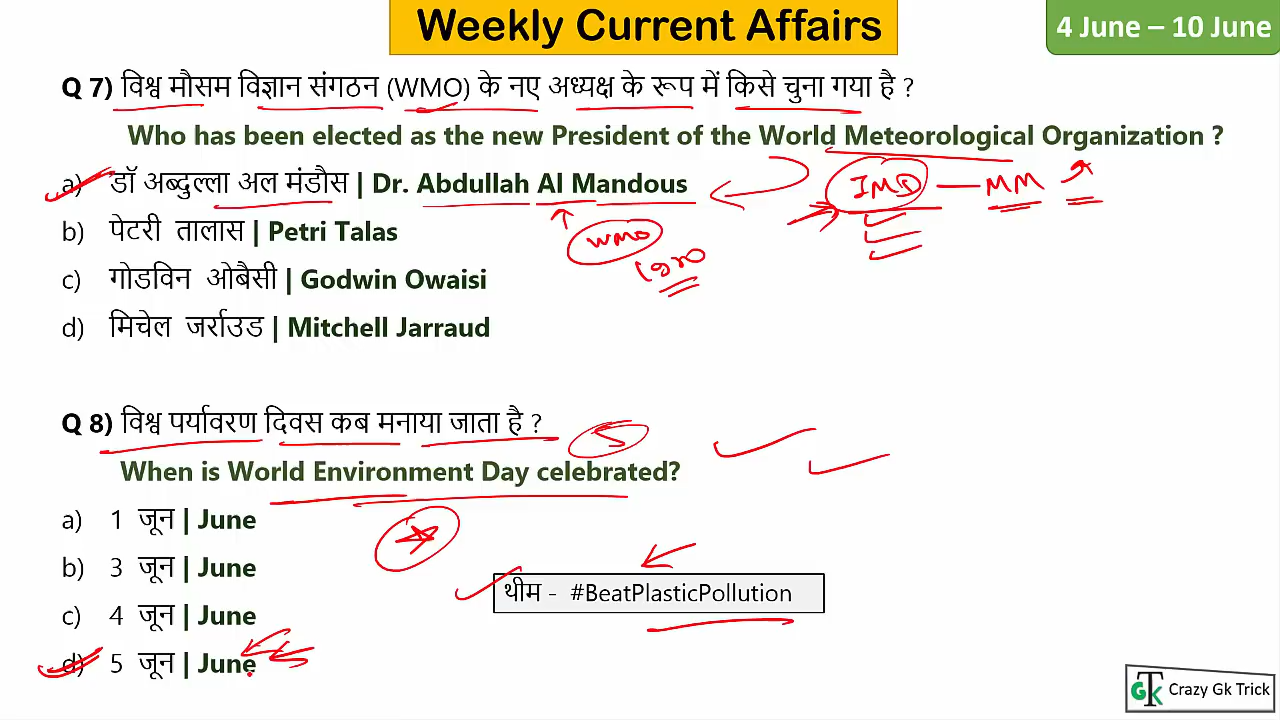 Weekly Current Affairs
4 June – 10 June
Q 7) विश्व मौसम विज्ञान संगठन (WMO) के नए अध्यक्ष के रूप में किसे चुना गया है ?
Who has been elected as the new President of the World Meteorological Organization ?
a) डॉ अब्दुल्ला अल मंडौस | Dr. Abdullah Al Mandous
IMD — MM
b) पेटरी तालास | Petri Talas
WMO
c) गोडविन ओबैसी | Godwin Owaisi
d) मिचेल जर्राउड | Mitchell Jarraud
Q 8) विश्व पर्यावरण दिवस कब मनाया जाता है ?
5
When is World Environment Day celebrated?
a) 1 जून | June
b) 3 जून | June
थीम - #BeatPlasticPollution
c) 4 जून | June
d) 5 जून | June
GTK Crazy Gk Trick